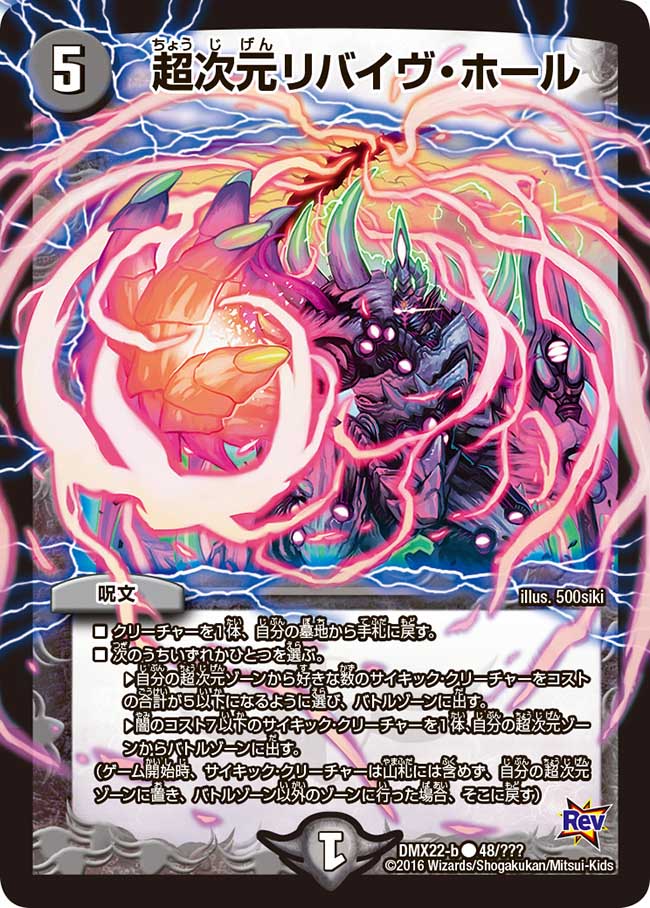 5
ちょうじげん
超次元リバイヴ・ホール
呪文
illus. 500siki
■ クリーチャーを1体、自分の墓地から手札に戻す。
■ 次のうちいずれかひとつを選ぶ。
▶自分の超次元ゾーンから好きな数のサイキック・クリーチャーをコスト
の合計が5以下になるように選び、バトルゾーンに出す。
▶闇のコスト7以下のサイキック・クリーチャーを1体、自分の超次元ゾー
ンからバトルゾーンに出す。
(ゲーム開始時、サイキック・クリーチャーは山札には含めず、自分の超次元
ゾーンに置き、バトルゾーン以外のゾーンに行った場合、そこに戻す)
Rev
1
DMX22-b ● 48/???
©2016 Wizards/Shogakukan/Mitsui-Kids